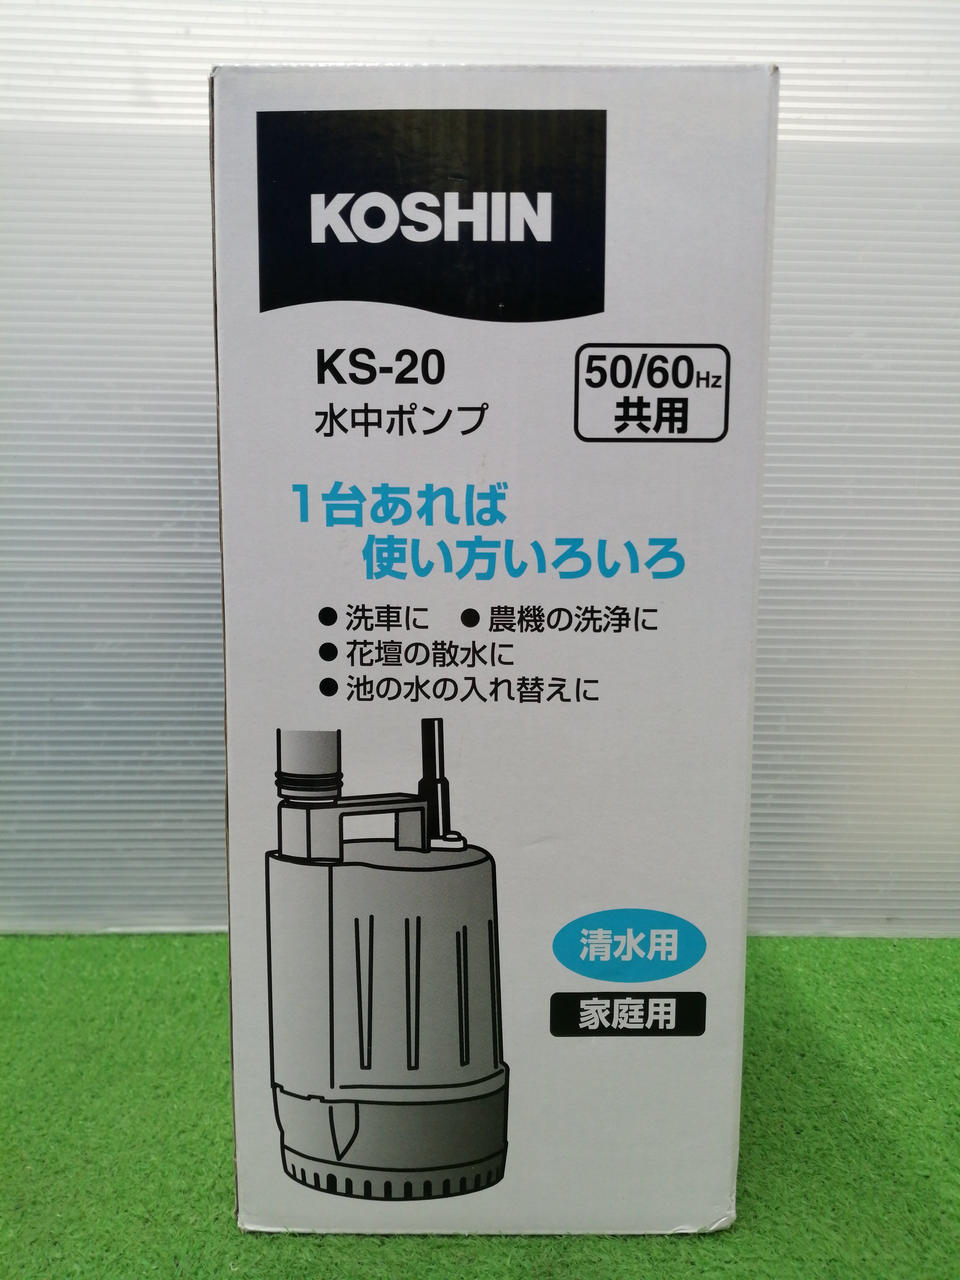 KOSHIN
KS-20
水中ポンプ
50/60Hz
共用
1台あれば
使い方いろいろ
● 洗車に ● 農機の洗浄に
● 花壇の散水に
● 池の水の入れ替えに
清水用
家庭用